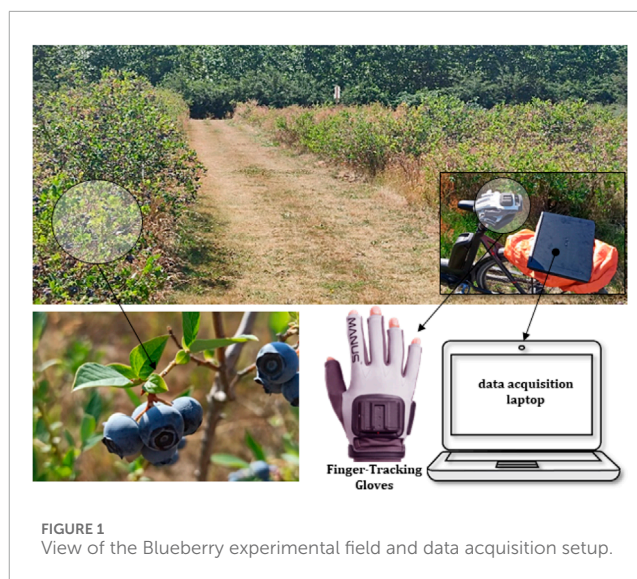 MANUS
data acquisition
laptop
Finger-Tracking
Gloves
FIGURE 1
View of the Blueberry experimental field and data acquisition setup.